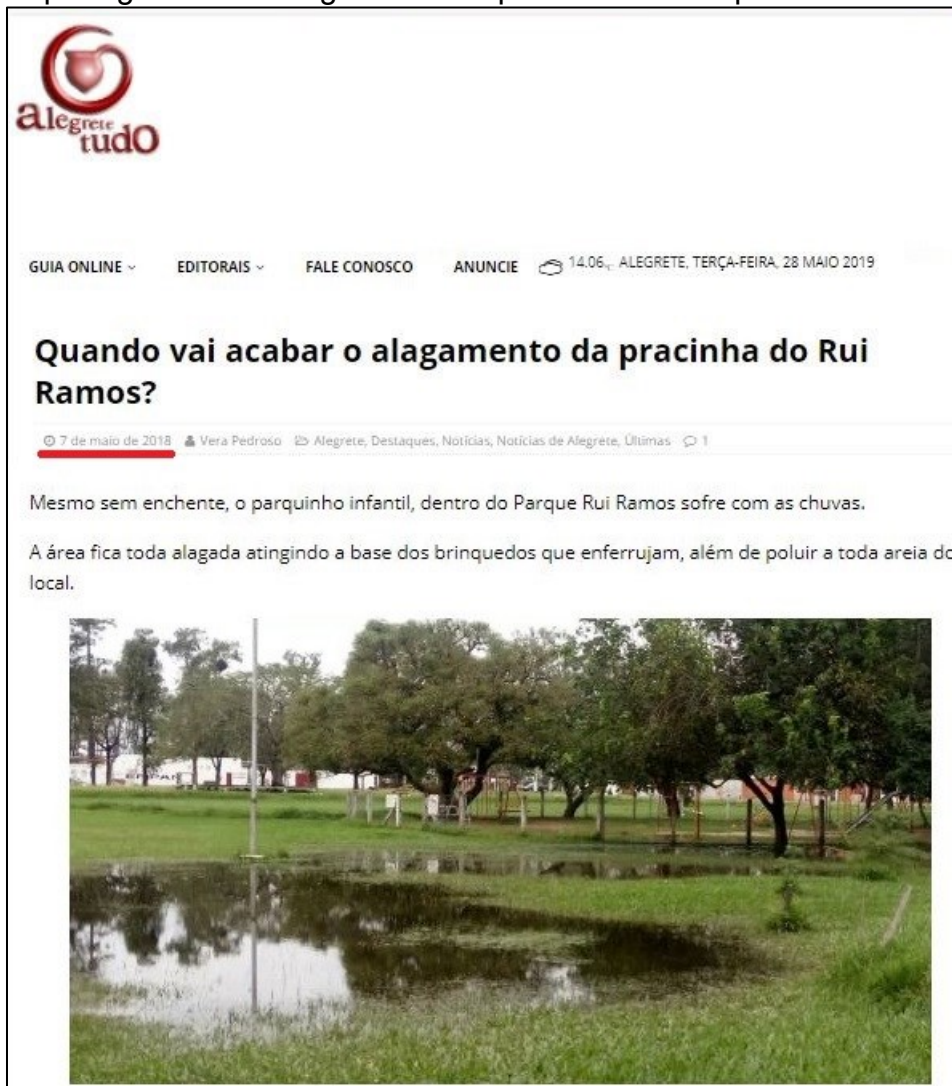 alegrete
tudo
GUIA ONLINE
EDITORAIS
FALE CONOSCO
ANUNCIE
14.06°C ALEGRETE, TERÇA-FEIRA, 28 MAIO 2019
Quando vai acabar o alagamento da pracinha do Rui
Ramos?
7 de maio de 2018 Vera Pedroso Alegrete, Destaques, Notícias, Notícias de Alegrete, Últimas 1
Mesmo sem enchente, o parquinho infantil, dentro do Parque Rui Ramos sofre com as chuvas.
A área fica toda alagada atingindo a base dos brinquedos que enferrujam, além de poluir a toda areia do
local.